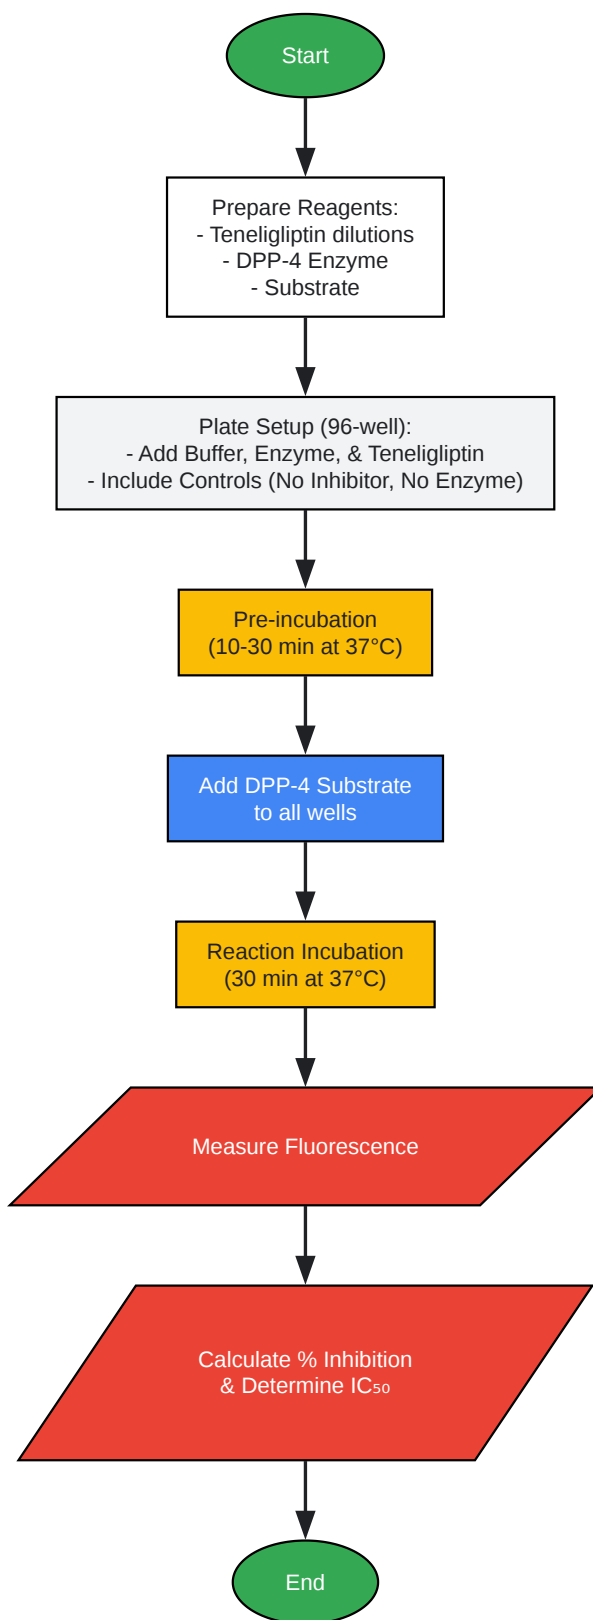 Start
Prepare Reagents:
- Teneligliptin dilutions
- DPP-4 Enzyme
- Substrate
Plate Setup (96-well):
- Add Buffer, Enzyme, & Teneligliptin
- Include Controls (No Inhibitor, No Enzyme)
Pre-incubation
(10-30 min at 37°C)
Add DPP-4 Substrate
to all wells
Reaction Incubation
(30 min at 37°C)
Measure Fluorescence
Calculate % Inhibition
& Determine IC₅₀
End